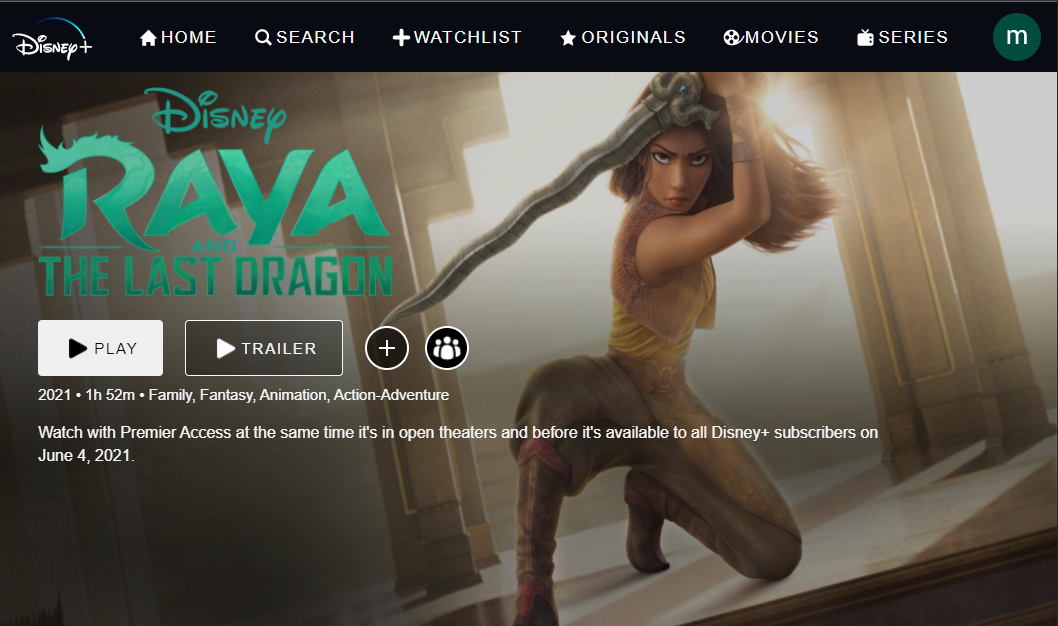 Disney+
HOME
SEARCH
WATCHLIST
ORIGINALS
MOVIES
SERIES
m
Disney
RAYA
AND
THE LAST DRAGON
PLAY
TRAILER
2021 • 1h 52m • Family, Fantasy, Animation, Action-Adventure
Watch with Premier Access at the same time it's in open theaters and before it's available to all Disney+ subscribers on
June 4, 2021.